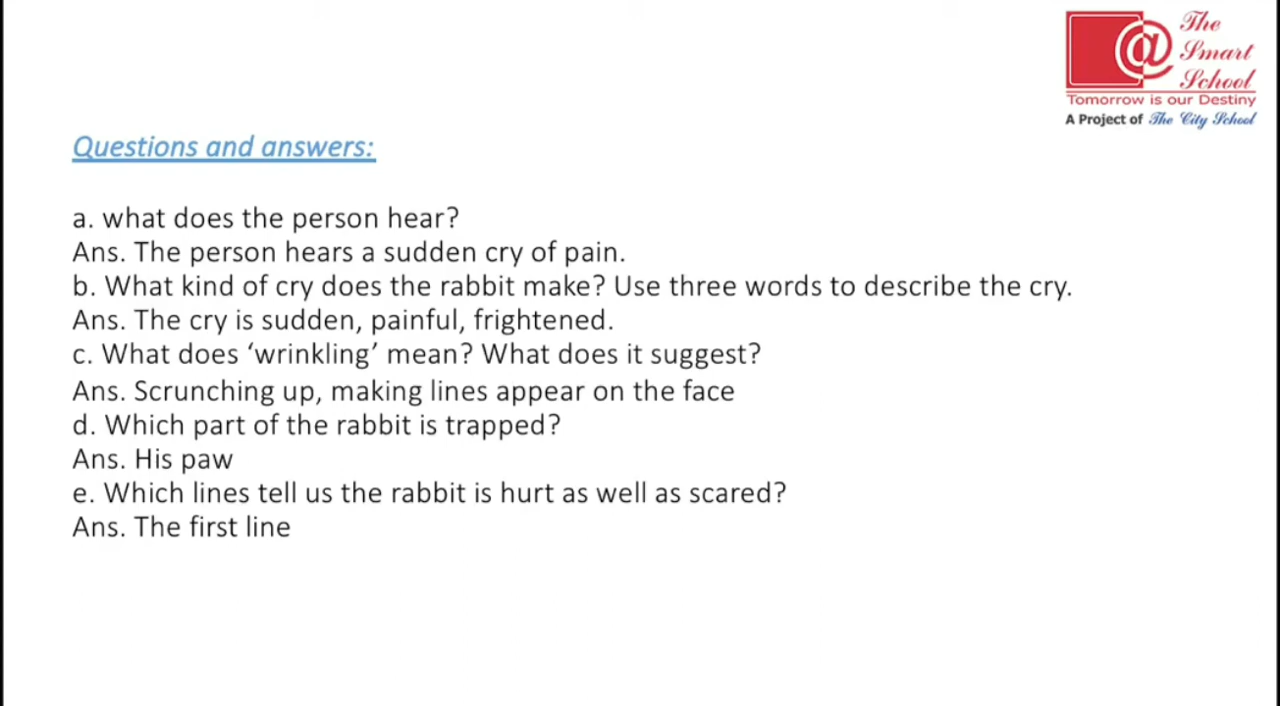 The
Smart
School
Tomorrow is our Destiny
A Project of The City School
Questions and answers:
a. what does the person hear?
Ans. The person hears a sudden cry of pain.
b. What kind of cry does the rabbit make? Use three words to describe the cry.
Ans. The cry is sudden, painful, frightened.
c. What does ‘wrinkling’ mean? What does it suggest?
Ans. Scrunching up, making lines appear on the face
d. Which part of the rabbit is trapped?
Ans. His paw
e. Which lines tell us the rabbit is hurt as well as scared?
Ans. The first line